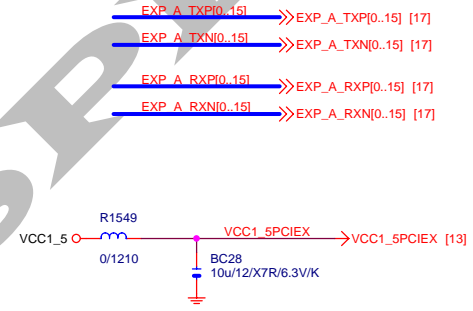 EXP_A_TXP[0..15] EXP_A_TXP[0..15] [17]
EXP_A_TXN[0..15] EXP_A_TXN[0..15] [17]
EXP_A_RXP[0..15] EXP_A_RXP[0..15] [17]
EXP_A_RXN[0..15] EXP_A_RXN[0..15] [17]
R1549
VCC1_5 VCC1_5PCIEX VCC1_5PCIEX [13]
0/1210 BC28
10u/12/X7R/6.3V/K